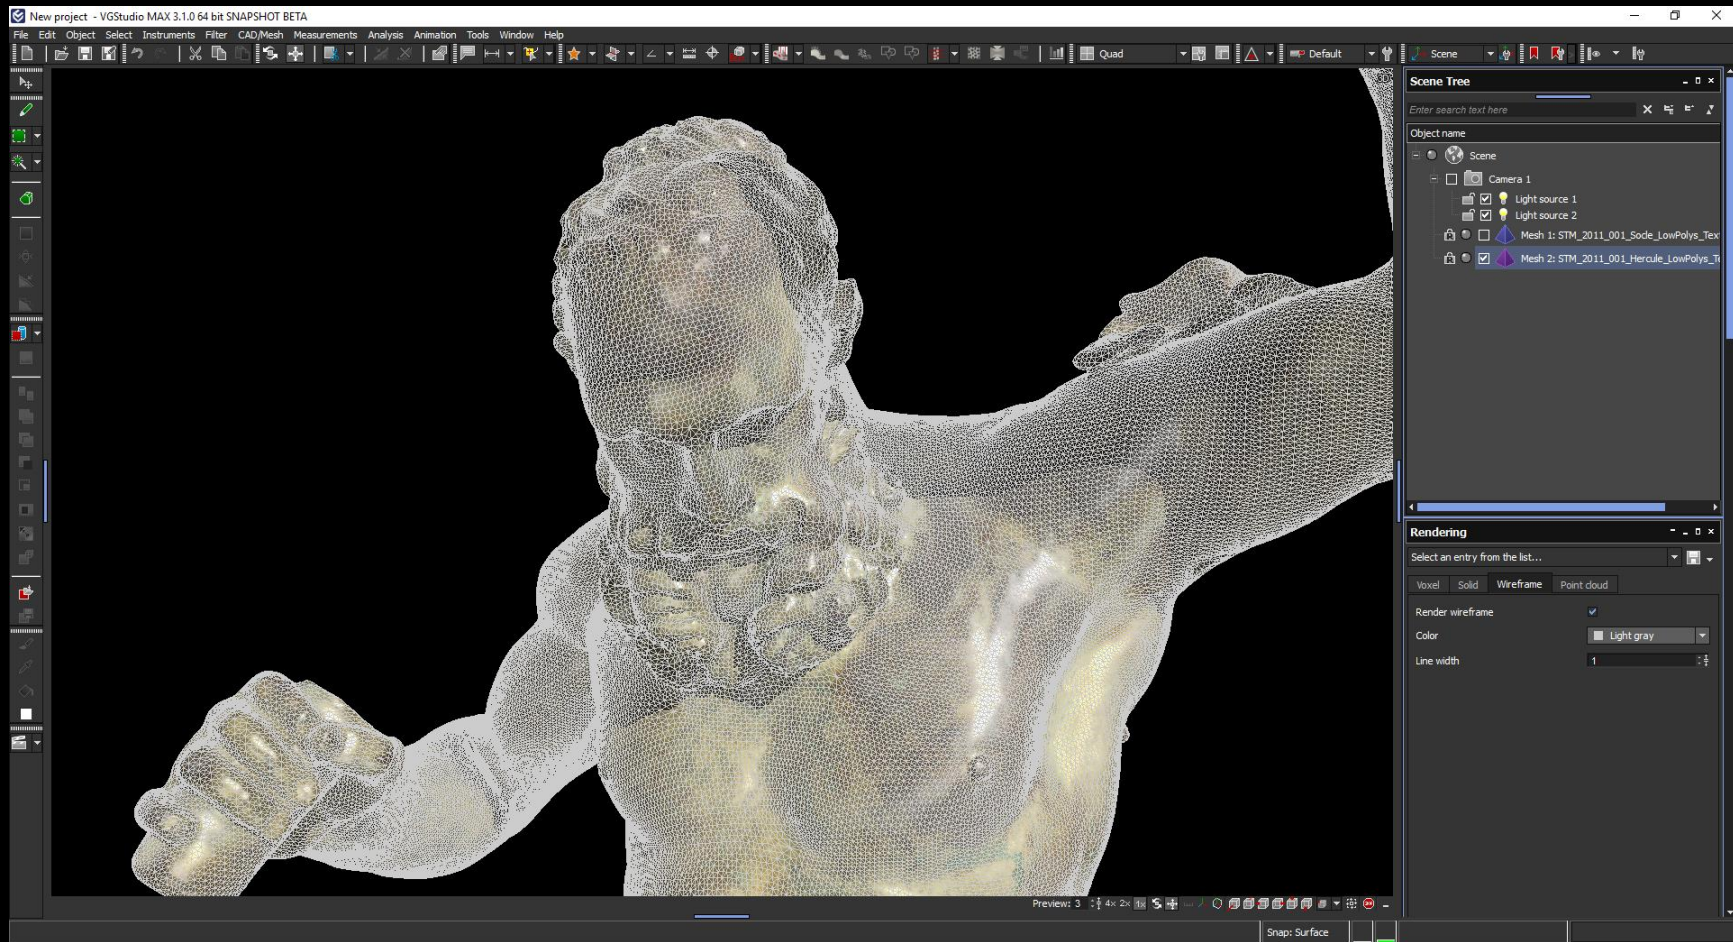 New project - VGStudio MAX 3.1.0 64 bit SNAPSHOT BETA
File Edit Object Select Instruments Filter CAD/Mesh Measurements Analysis Animation Tools Window Help
Quad Default Scene
Scene Tree
Enter search text here
Object name
Scene
Camera 1
Light source 1
Light source 2
Mesh 1: STM_2011_001_Socle_LowPolys_Tex
Mesh 2: STM_2011_001_Hercule_LowPolys_Te
Rendering
Select an entry from the list...
Voxel Solid Wireframe Point cloud
Render wireframe
Color Light gray
Line width 1
Preview: 3 4x 2x 1x
Snap: Surface